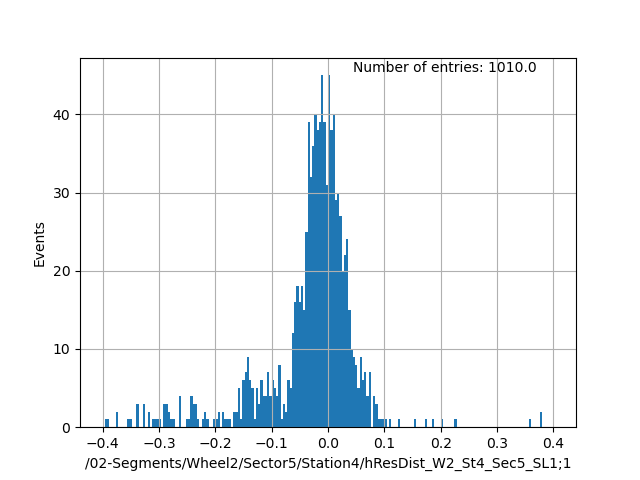 Number of entries: 1010.0
Events
40
30
20
10
0
−0.4 −0.3 −0.2 −0.1 0.0 0.1 0.2 0.3 0.4
/02-Segments/Wheel2/Sector5/Station4/hResDist_W2_St4_Sec5_SL1;1